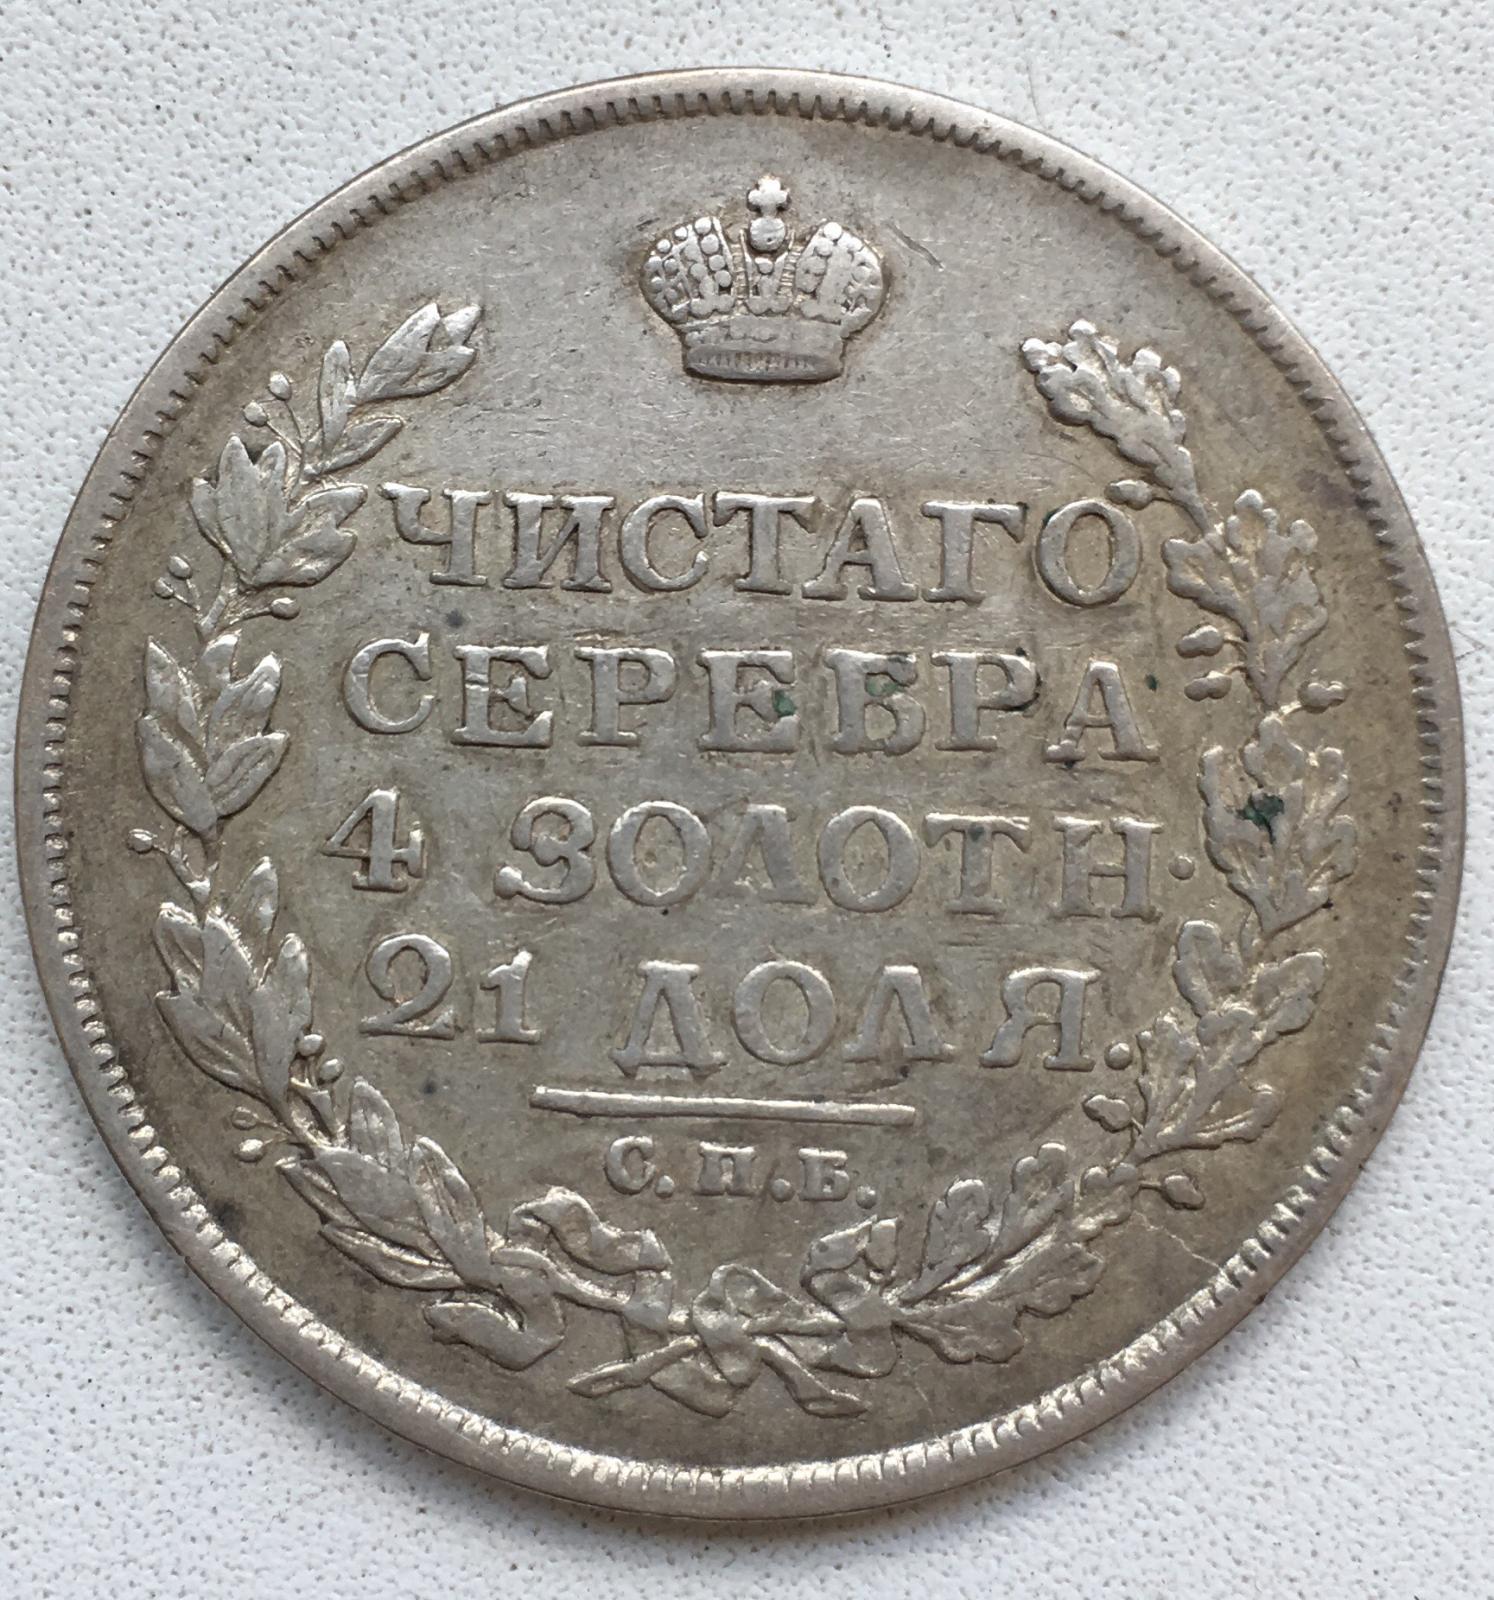 ЧИСТАГО
СЕРЕБРА
4 ЗОЛОТН.
21 ДОЛЯ.
С.П.Б.